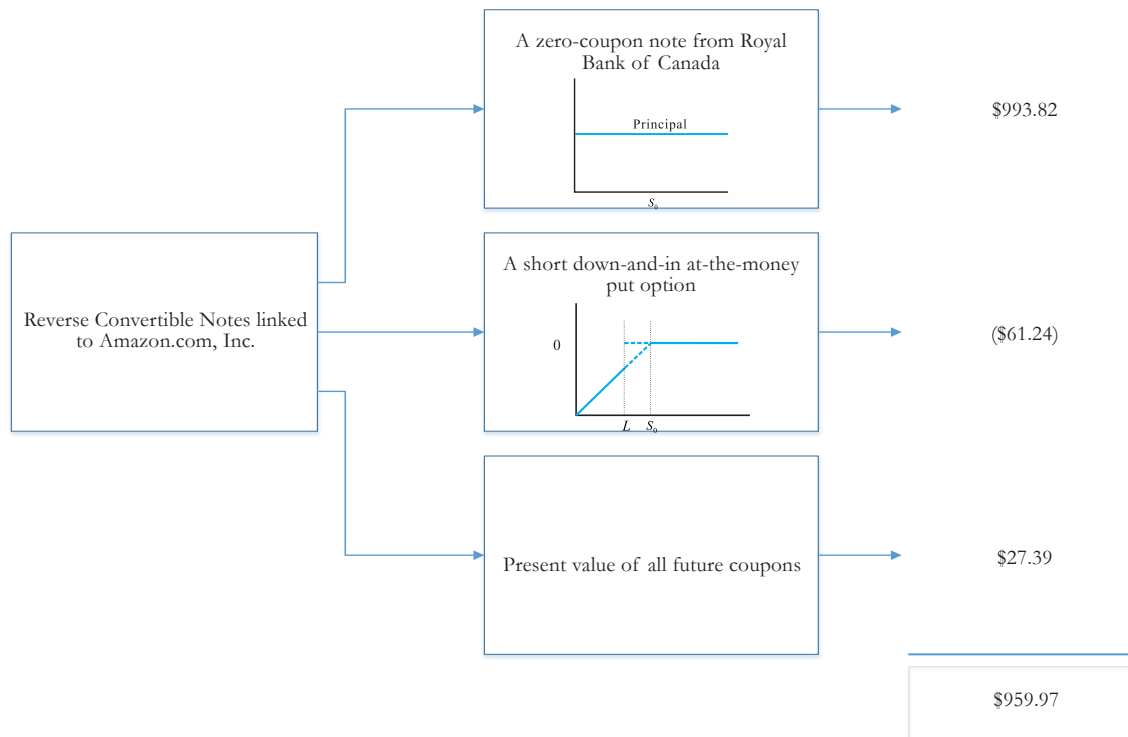 A zero-coupon note from Royal
Bank of Canada
Principal
S₀
$993.82
Reverse Convertible Notes linked
to Amazon.com, Inc.
A short down-and-in at-the-money
put option
0
L S₀
($61.24)
Present value of all future coupons
$27.39
$959.97